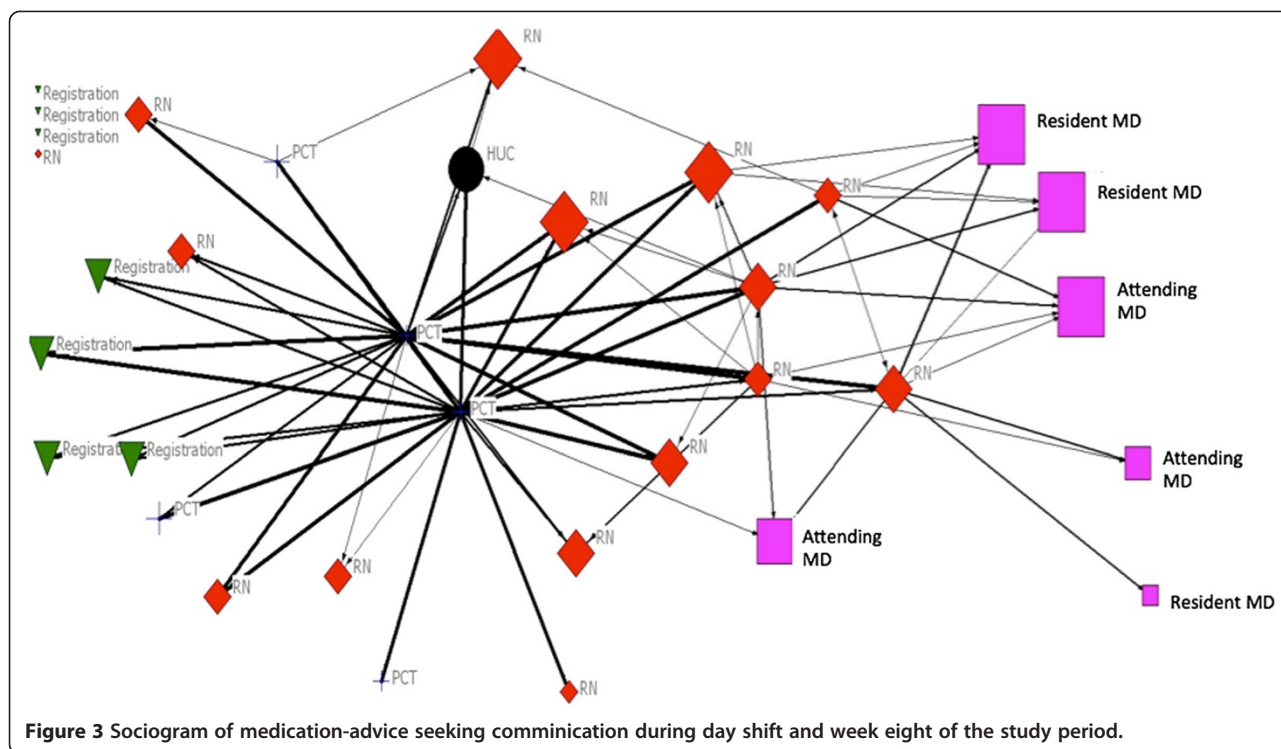 RN
Registration
Registration
Registration
RN
RN
PCT
HUC
RN
RN
RN
Resident MD
Resident MD
RN
Registration
RN
Attending
MD
PCT
Registration
RN
RN
PCT
RN
Registration
Registration
Attending
MD
PCT
RN
Attending
MD
RN
RN
Resident MD
PCT
RN
Figure 3 Sociogram of medication-advice seeking comminication during day shift and week eight of the study period.